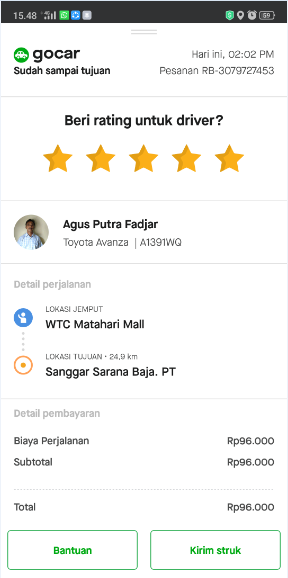 15.48
59
gocar
Hari ini, 02:02 PM
Sudah sampai tujuan
Pesanan RB-3079727453
Beri rating untuk driver?
Agus Putra Fadjar
Toyota Avanza | A1391WQ
Detail perjalanan
LOKASI JEMPUT
WTC Matahari Mall
LOKASI TUJUAN • 24,9 km
Sanggar Sarana Baja. PT
Detail pembayaran
Biaya Perjalanan Rp96.000
Subtotal Rp96.000
Total Rp96.000
Bantuan
Kirim struk